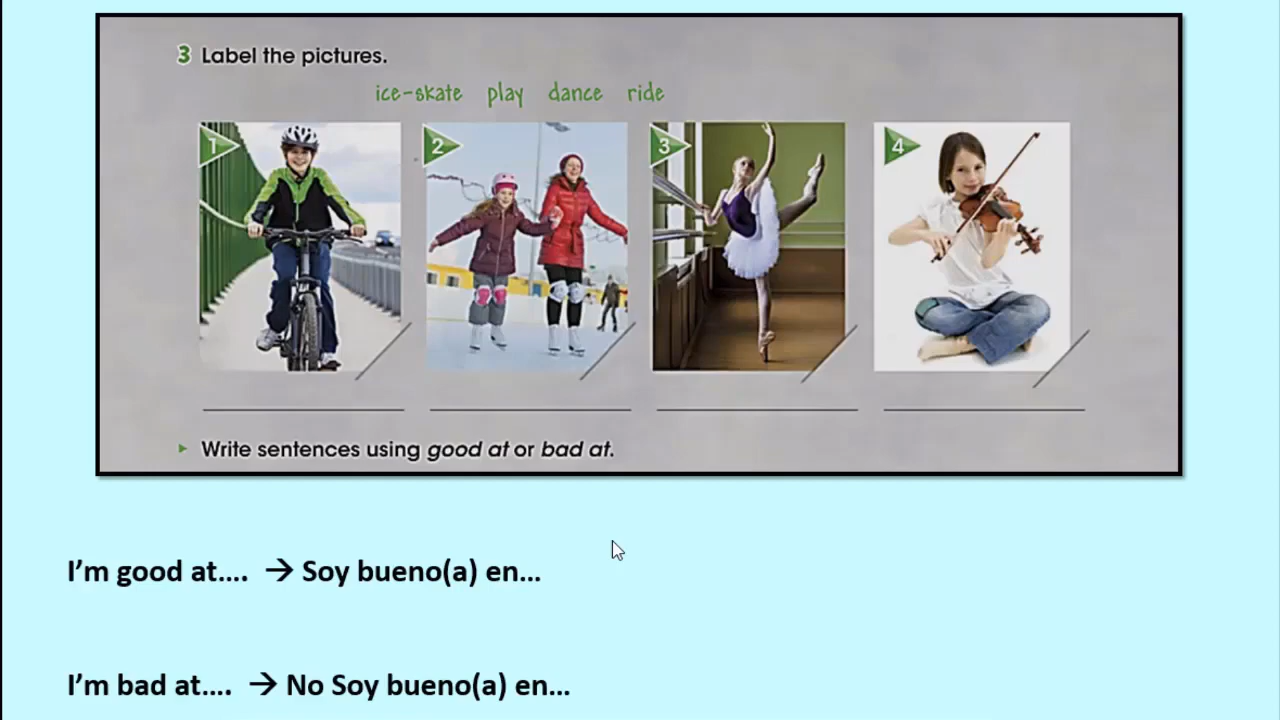 3 Label the pictures.
ice-skate play dance ride
1 2 3 4
Write sentences using good at or bad at.
I'm good at.... → Soy bueno(a) en...
I'm bad at.... → No Soy bueno(a) en...